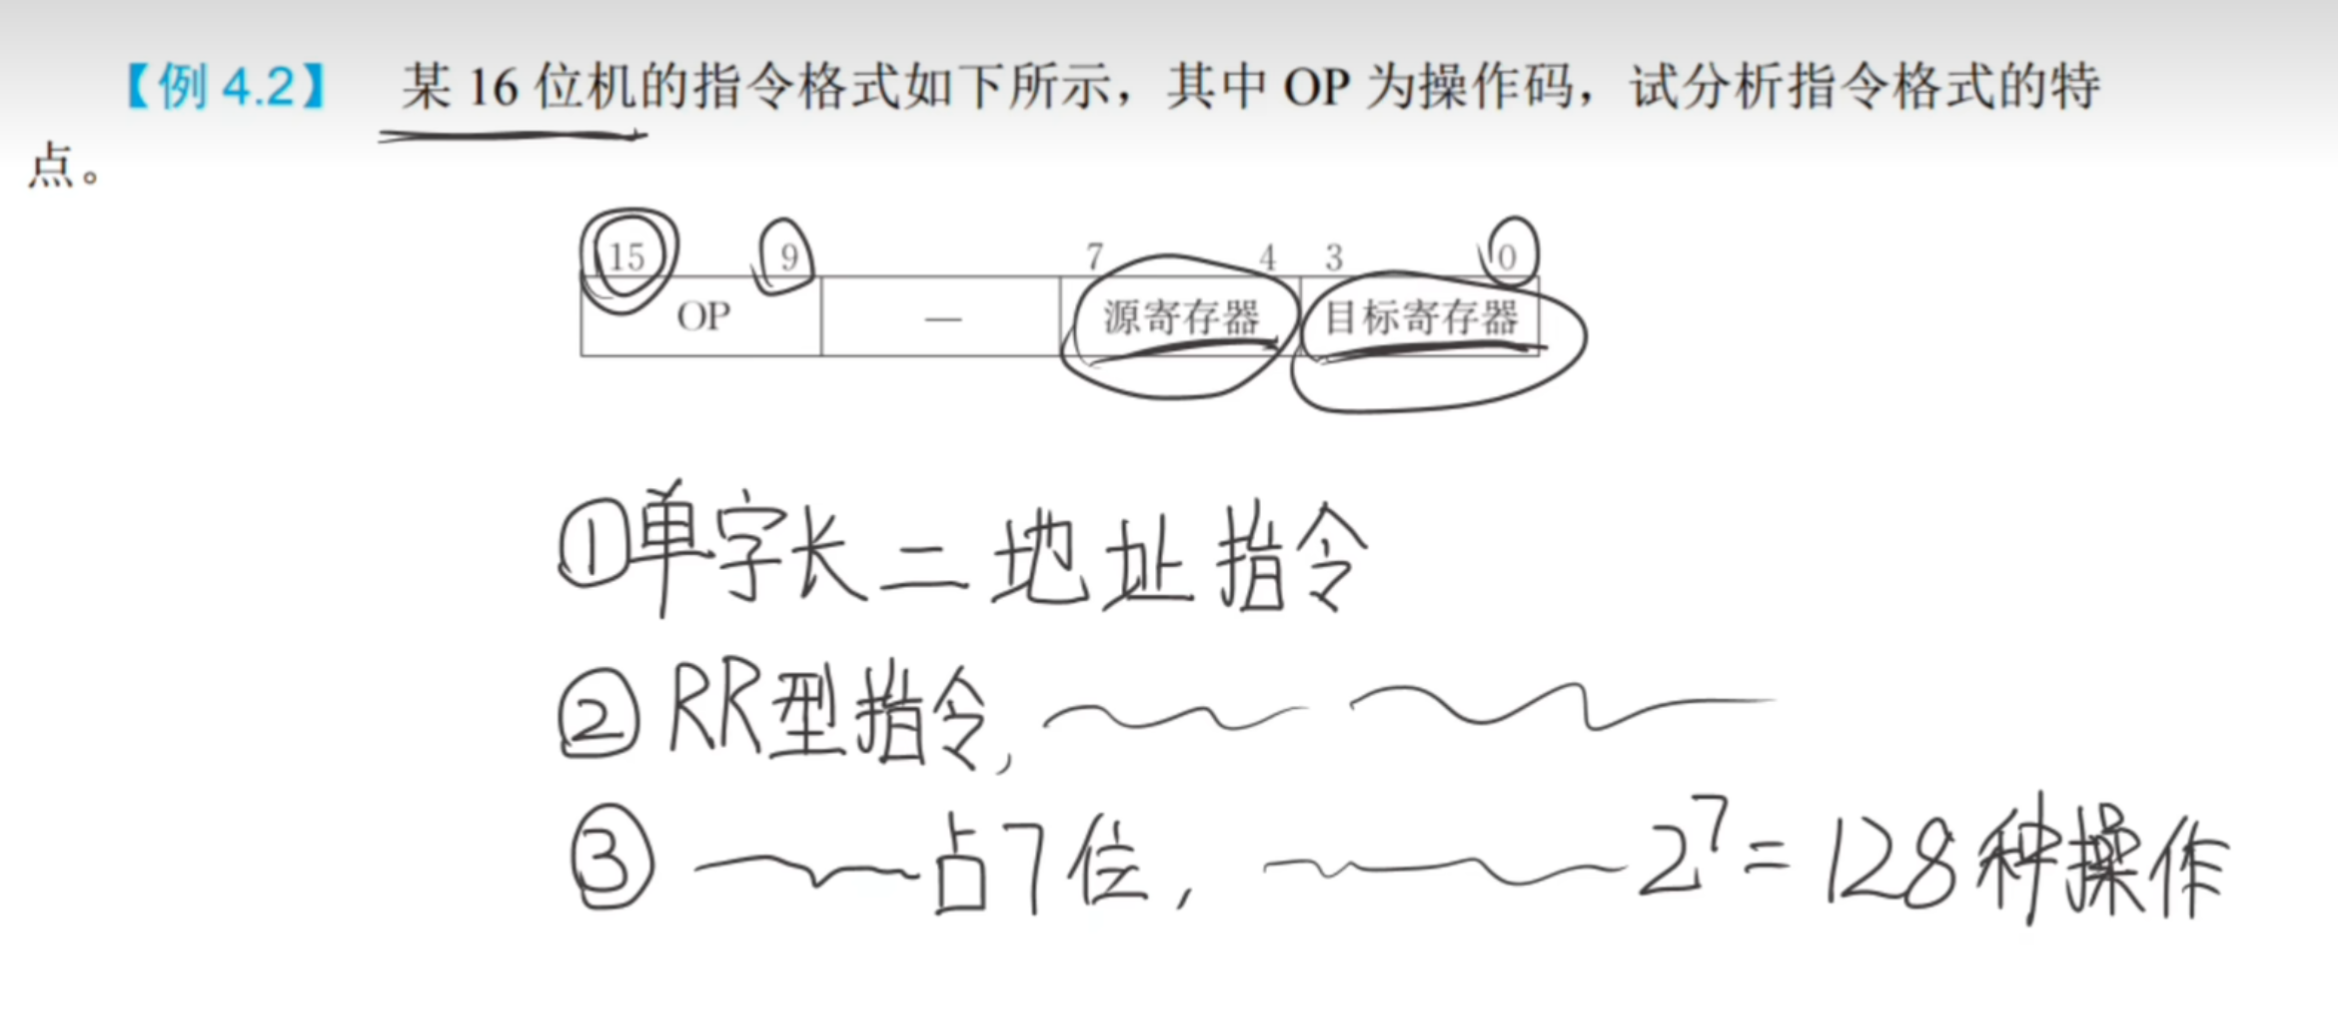 【例 4.2】 某 16 位机的指令格式如下所示，其中 OP 为操作码，试分析指令格式的特
点。
15 9 7 4 3 0
OP — 源寄存器 目标寄存器
①单字长二地址指令
②RR型指令,
③ 占7位, 2⁷=128种操作